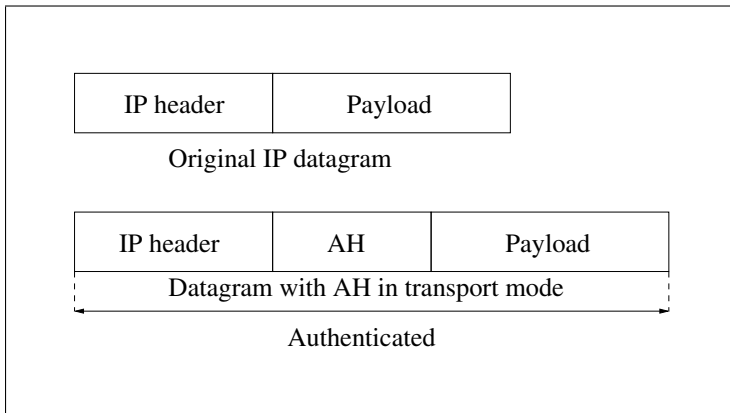 IP header Payload
Original IP datagram
IP header AH Payload
Datagram with AH in transport mode
Authenticated